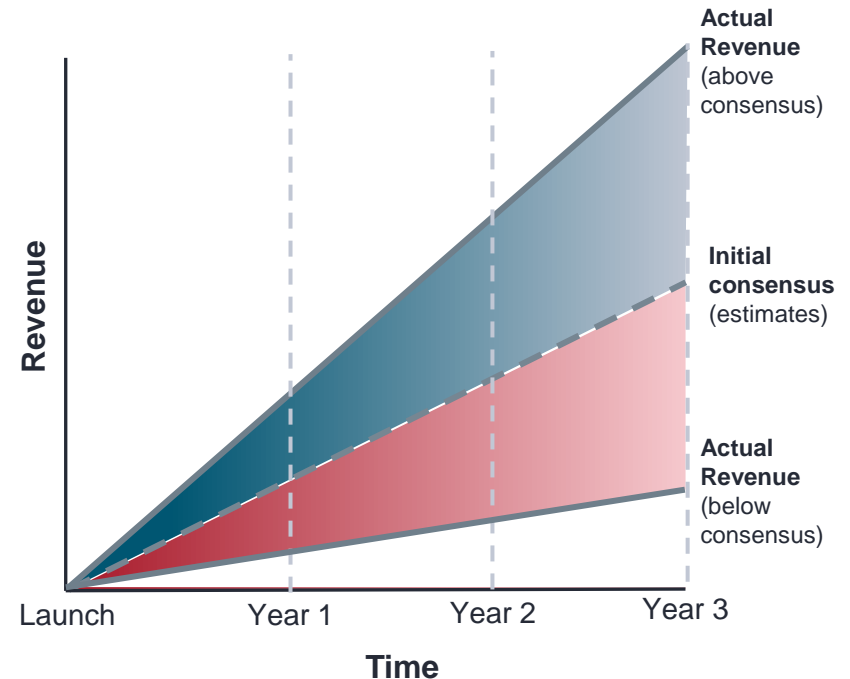 Actual
Revenue
(above
consensus)
Revenue
Initial
consensus
(estimates)
Actual
Revenue
(below
consensus)
Launch
Year 1
Year 2
Year 3
Time